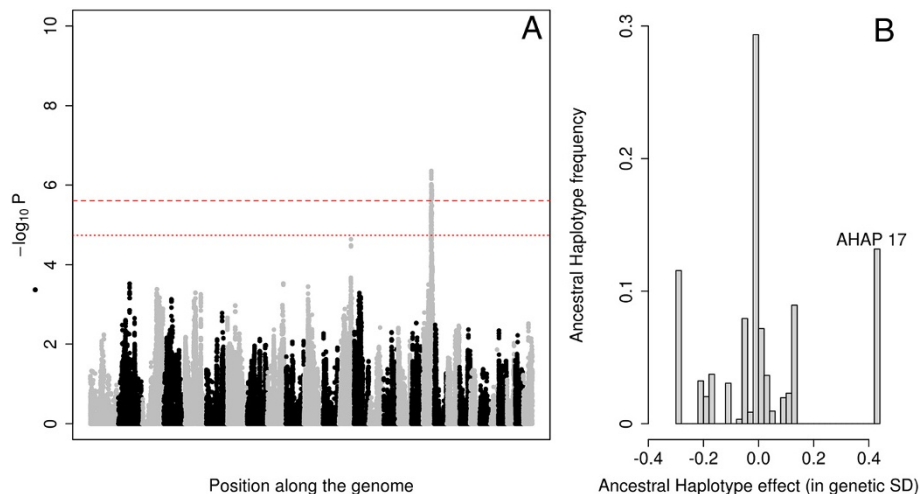 A
10
8
6
4
2
0
−log10 P
Position along the genome
B
0.3
0.2
0.1
0
Ancestral Haplotype frequency
AHAP 17
-0.4
-0.2
0.0
0.2
0.4
Ancestral Haplotype effect (in genetic SD)